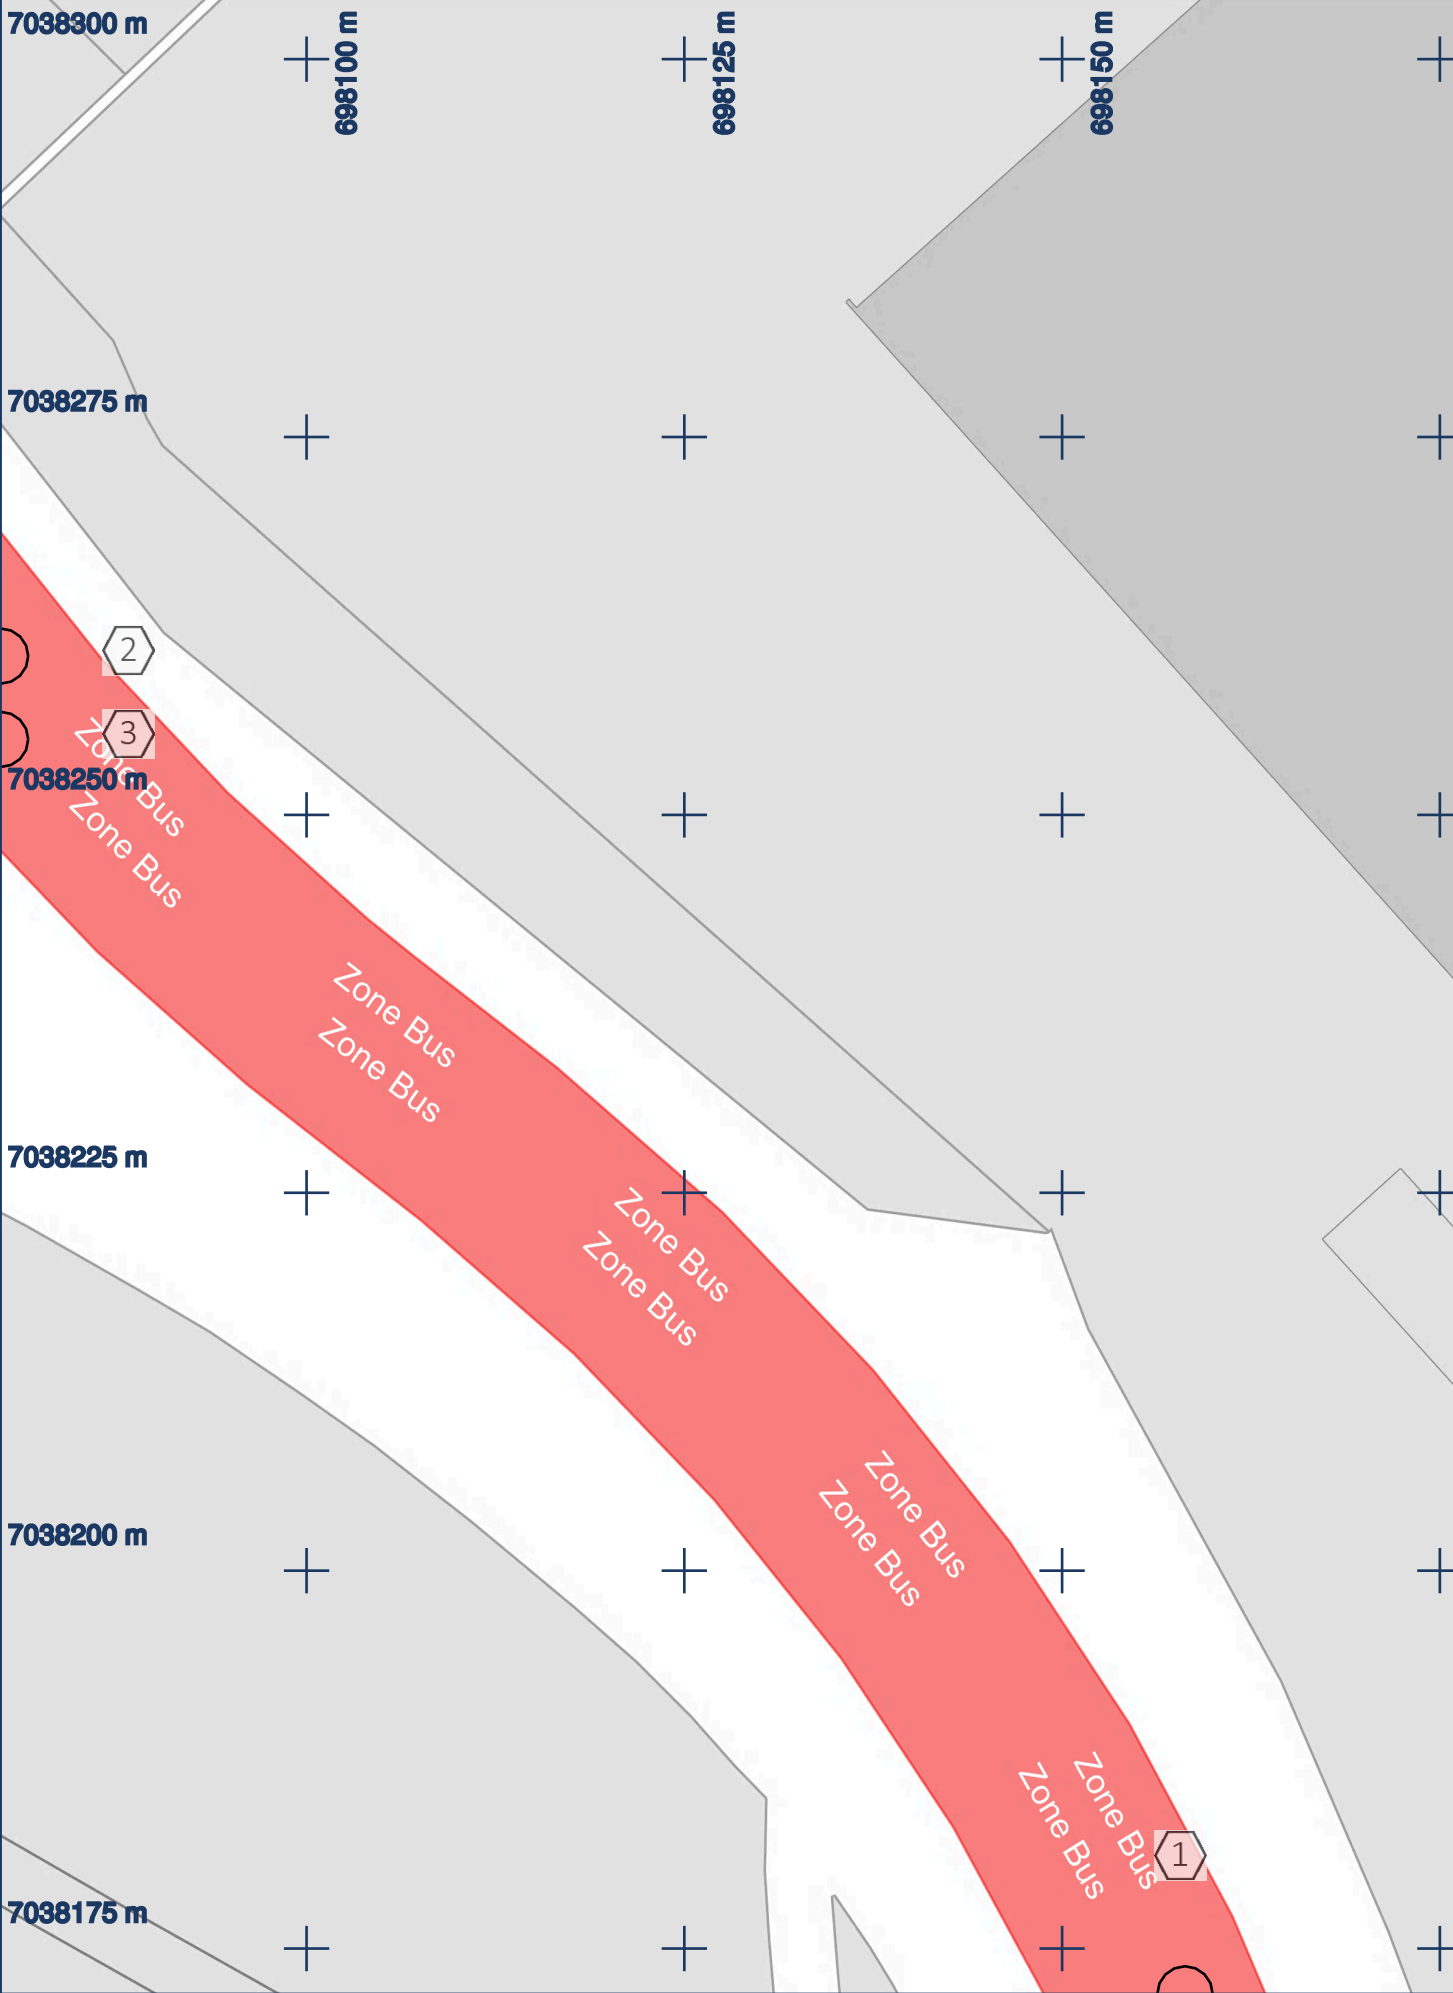 7038300 m
698100 m
698125 m
698150 m
7038275 m
2
3
Zone Bus
7038250 m
Zone Bus
Zone Bus
Zone Bus
7038225 m
Zone Bus
Zone Bus
Zone Bus
Zone Bus
7038200 m
Zone Bus
Zone Bus
1
7038175 m